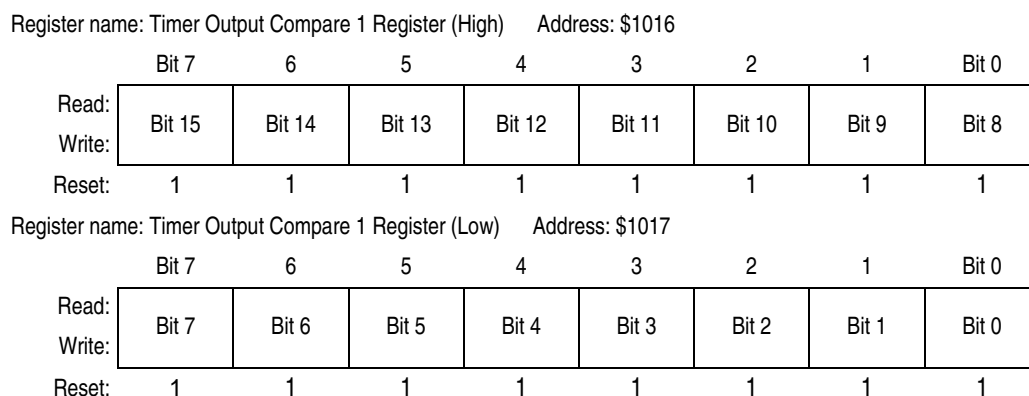 Register name: Timer Output Compare 1 Register (High) Address: $1016
Bit 7 6 5 4 3 2 1 Bit 0
Read:
Bit 15 Bit 14 Bit 13 Bit 12 Bit 11 Bit 10 Bit 9 Bit 8
Write:
Reset: 1 1 1 1 1 1 1 1
Register name: Timer Output Compare 1 Register (Low) Address: $1017
Bit 7 6 5 4 3 2 1 Bit 0
Read:
Bit 7 Bit 6 Bit 5 Bit 4 Bit 3 Bit 2 Bit 1 Bit 0
Write:
Reset: 1 1 1 1 1 1 1 1